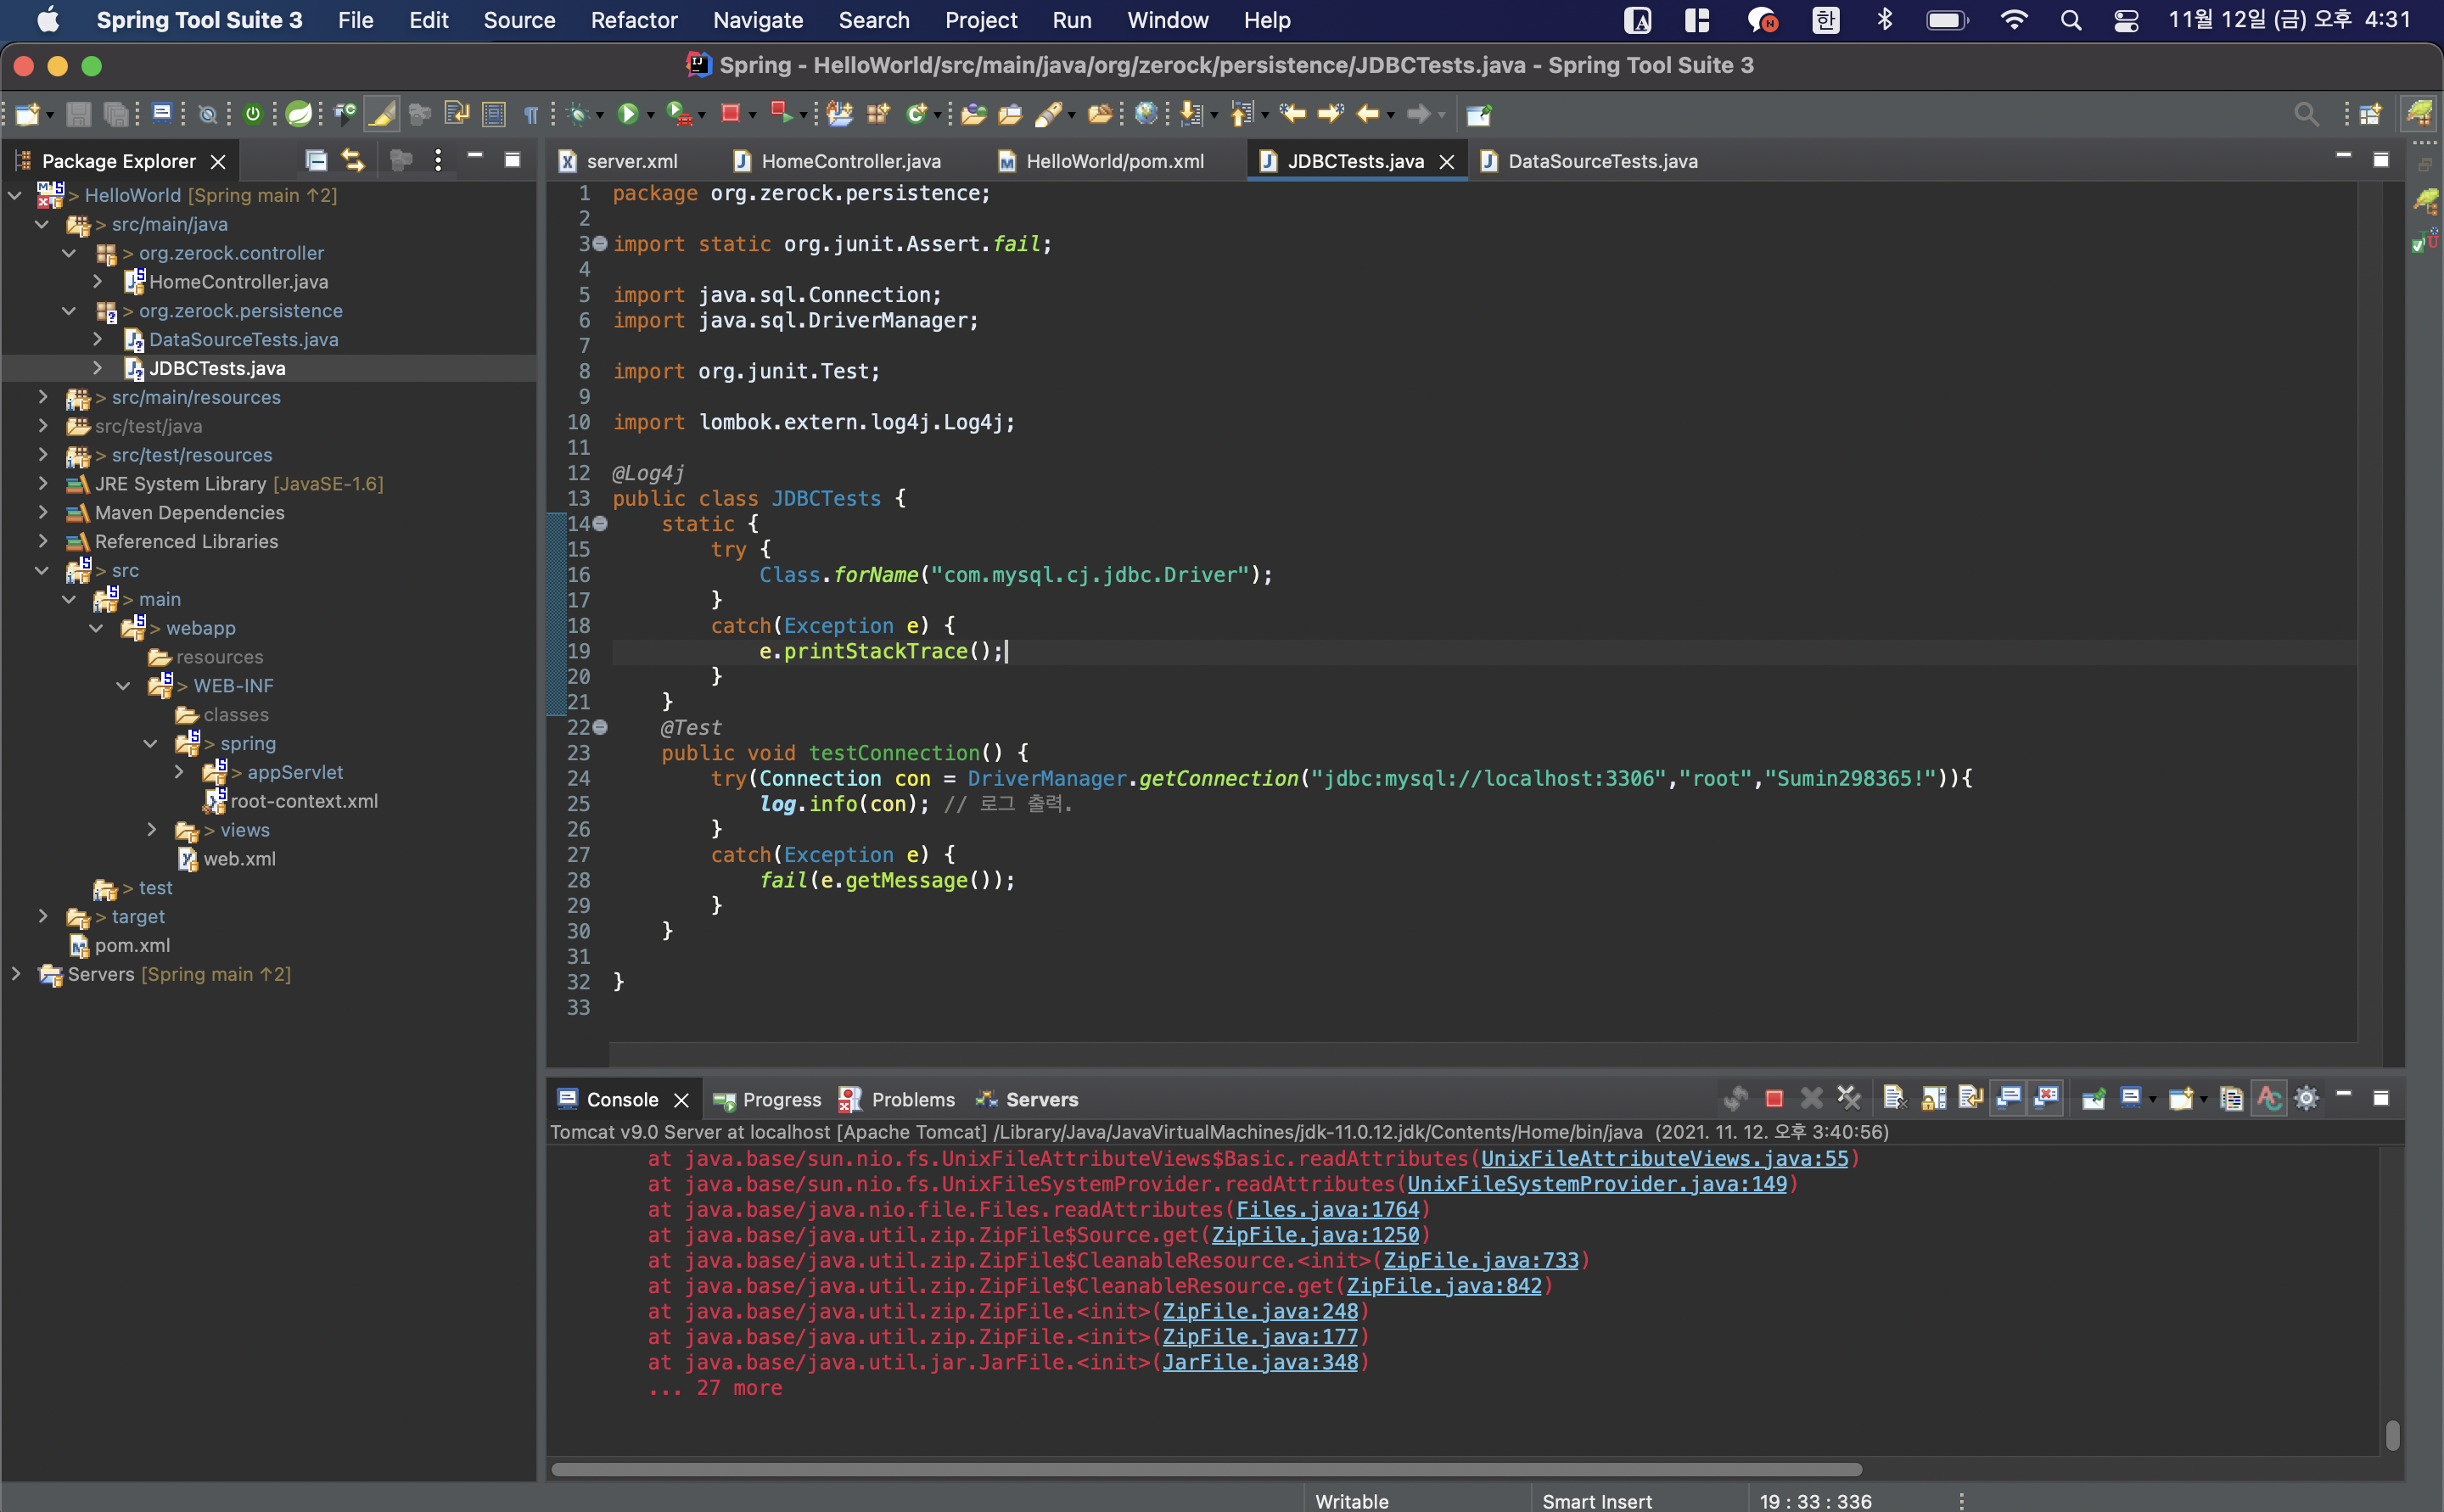 Spring Tool Suite 3 File Edit Source Refactor Navigate Search Project Run Window Help 한 11월 12일 (금) 오후 4:31
Spring - HelloWorld/src/main/java/org/zerock/persistence/JDBCTests.java - Spring Tool Suite 3
Package Explorer
> HelloWorld [Spring main ↑2]
> src/main/java
> org.zerock.controller
HomeController.java
> org.zerock.persistence
DataSourceTests.java
JDBCTests.java
> src/main/resources
src/test/java
> src/test/resources
JRE System Library [JavaSE-1.6]
Maven Dependencies
Referenced Libraries
> src
> main
> webapp
resources
> WEB-INF
classes
> spring
> appServlet
root-context.xml
> views
web.xml
> test
> target
pom.xml
Servers [Spring main ↑2]
server.xml HomeController.java HelloWorld/pom.xml JDBCTests.java DataSourceTests.java
1 package org.zerock.persistence;
2
3 import static org.junit.Assert.fail;
4
5 import java.sql.Connection;
6 import java.sql.DriverManager;
7
8 import org.junit.Test;
9
10 import lombok.extern.log4j.Log4j;
11
12 @Log4j
13 public class JDBCTests {
14 static {
15 try {
16 Class.forName("com.mysql.cj.jdbc.Driver");
17 }
18 catch(Exception e) {
19 e.printStackTrace();
20 }
21 }
22 @Test
23 public void testConnection() {
24 try(Connection con = DriverManager.getConnection("jdbc:mysql://localhost:3306","root","Sumin298365!")){
25 log.info(con); // 로그 출력.
26 }
27 catch(Exception e) {
28 fail(e.getMessage());
29 }
30 }
31
32 }
33
Console Progress Problems Servers
Tomcat v9.0 Server at localhost [Apache Tomcat] /Library/Java/JavaVirtualMachines/jdk-11.0.12.jdk/Contents/Home/bin/java (2021. 11. 12. 오후 3:40:56)
at java.base/sun.nio.fs.UnixFileAttributeViews$Basic.readAttributes(UnixFileAttributeViews.java:55)
at java.base/sun.nio.fs.UnixFileSystemProvider.readAttributes(UnixFileSystemProvider.java:149)
at java.base/java.nio.file.Files.readAttributes(Files.java:1764)
at java.base/java.util.zip.ZipFile$Source.get(ZipFile.java:1250)
at java.base/java.util.zip.ZipFile$CleanableResource.<init>(ZipFile.java:733)
at java.base/java.util.zip.ZipFile$CleanableResource.get(ZipFile.java:842)
at java.base/java.util.zip.ZipFile.<init>(ZipFile.java:248)
at java.base/java.util.zip.ZipFile.<init>(ZipFile.java:177)
at java.base/java.util.jar.JarFile.<init>(JarFile.java:348)
... 27 more
Writable Smart Insert 19 : 33 : 336